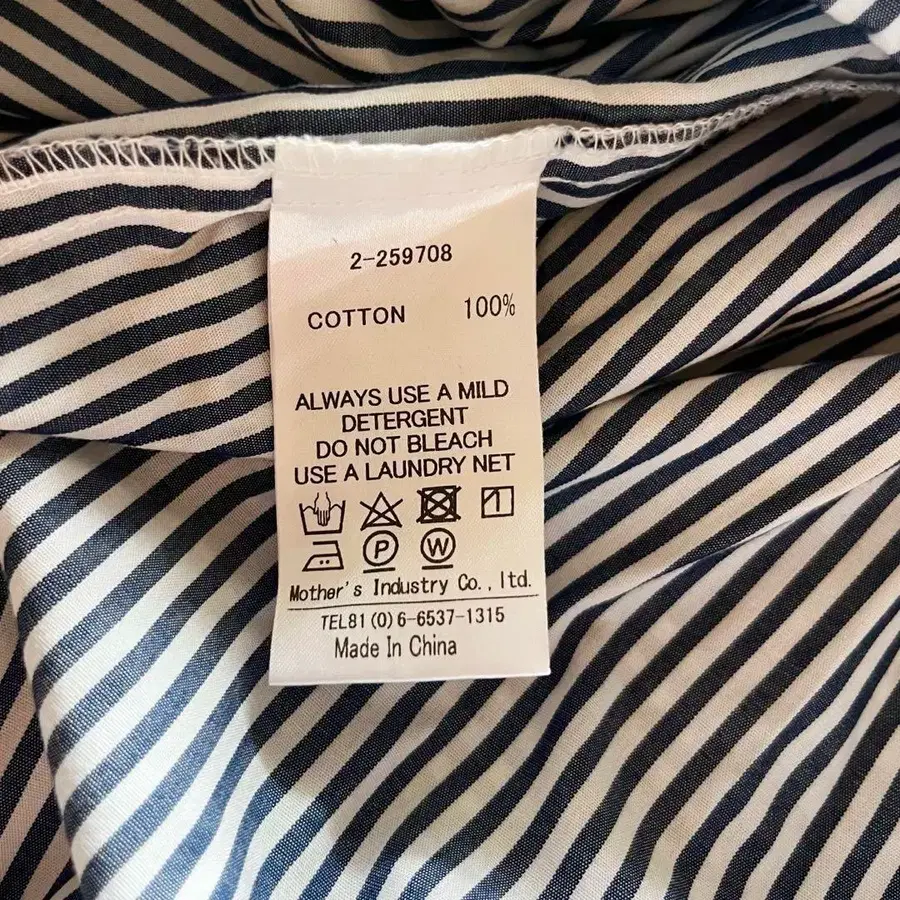 2-259708
COTTON 100%
ALWAYS USE A MILD
DETERGENT
DO NOT BLEACH
USE A LAUNDRY NET
P W
Mother's Industry Co., ltd.
TEL81(0)6-6537-1315
Made In China